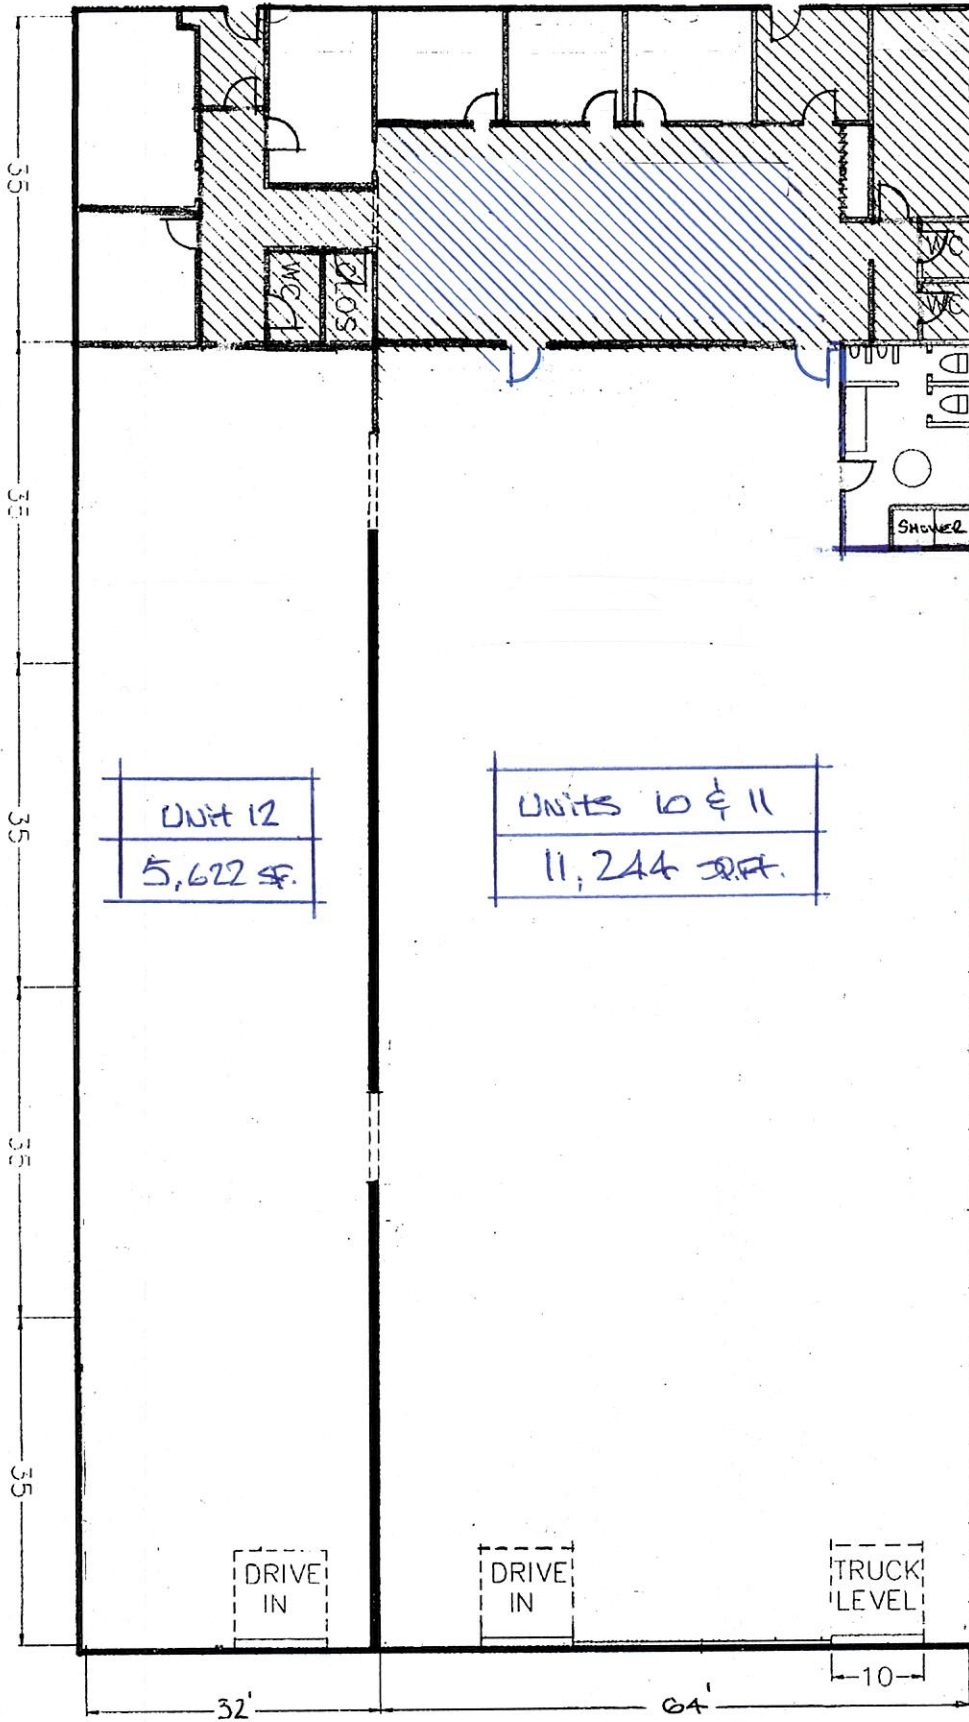 35
WC
CLOS
WC
WC
35
SHOWER
35
Unit 12
5,622 SF.
UNITS 10 & 11
11,244 SQ.FT.
35
35
DRIVE
IN
DRIVE
IN
TRUCK
LEVEL
10
32'
64'